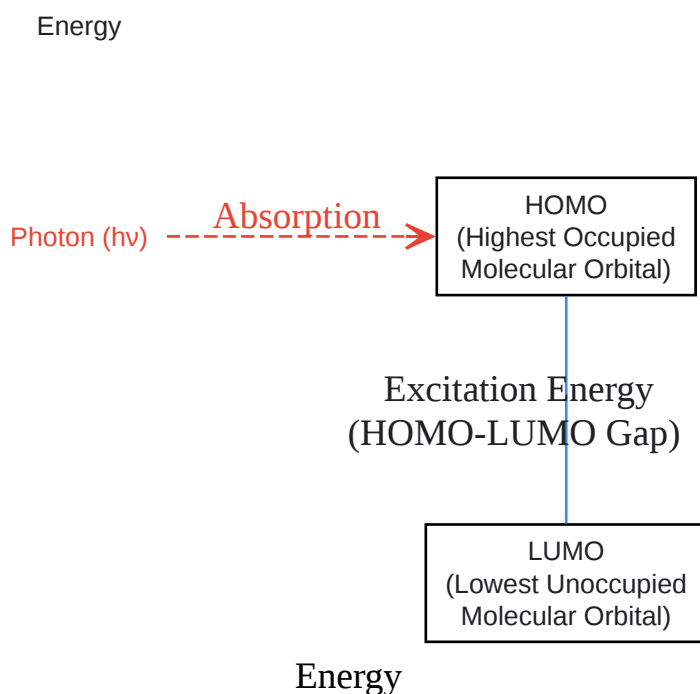 Energy
Absorption
Photon (hν)
HOMO
(Highest Occupied
Molecular Orbital)
Excitation Energy
(HOMO-LUMO Gap)
LUMO
(Lowest Unoccupied
Molecular Orbital)
Energy